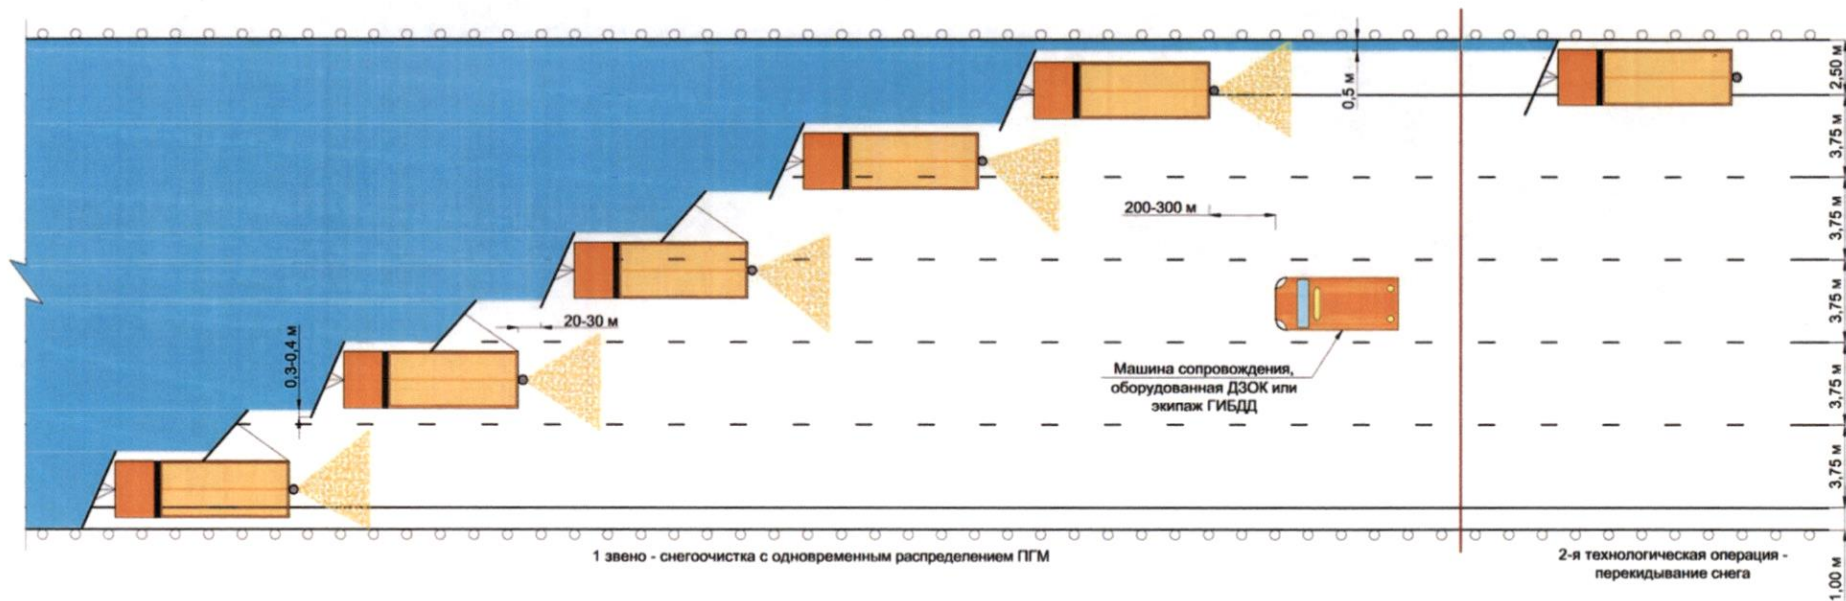 0,5 м
2,50 м
3,75 м
3,75 м
3,75 м
3,75 м
3,75 м
1,00 м
200-300 м
20-30 м
0,3-0,4 м
Машина сопровождения,
оборудованная ДЗОК или
экипаж ГИБДД
1 звено - снегоочистка с одновременным распределением ПГМ
2-я технологическая операция -
перекидывание снега